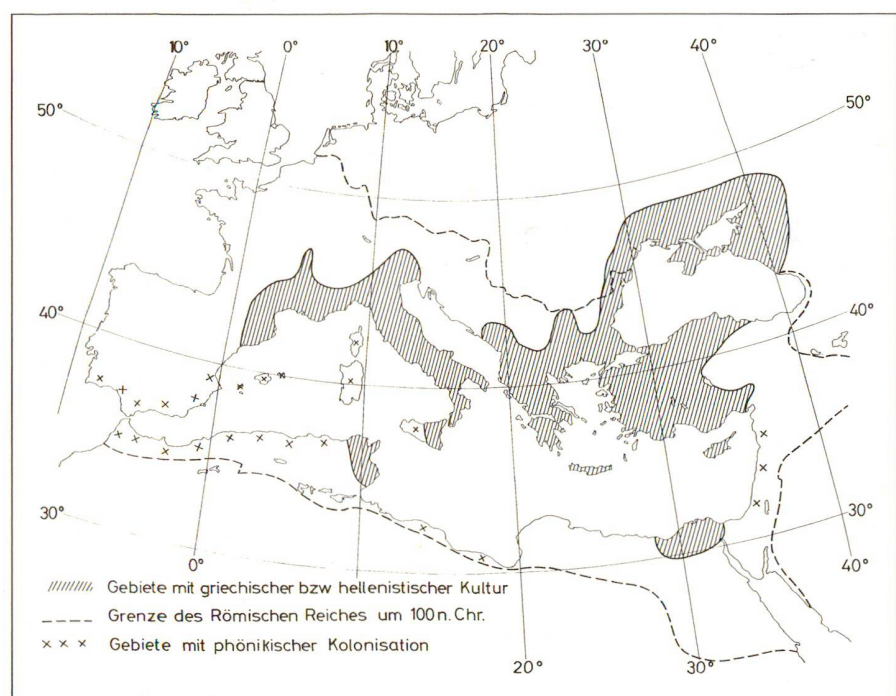 10° 0° 10° 20° 30° 40°
50° 50°
40° 40°
30° 30°
0° 40°
Gebiete mit griechischer bzw hellenistischer Kultur
Grenze des Römischen Reiches um 100 n. Chr.
Gebiete mit phönikischer Kolonisation
20° 30°